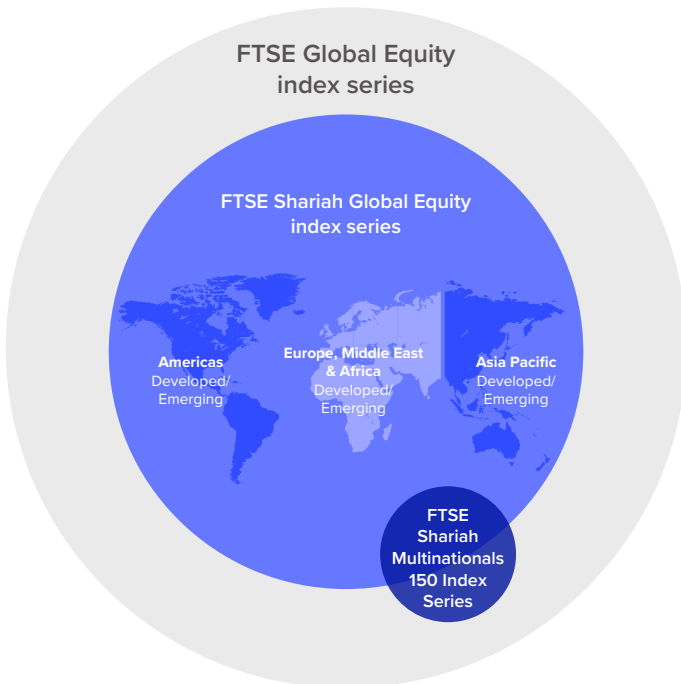 FTSE Global Equity
index series
FTSE Shariah Global Equity
index series
Americas
Developed/
Emerging
Europe, Middle East
& Africa
Developed/
Emerging
Asia Pacific
Developed/
Emerging
FTSE
Shariah
Multinationals
150 Index
Series